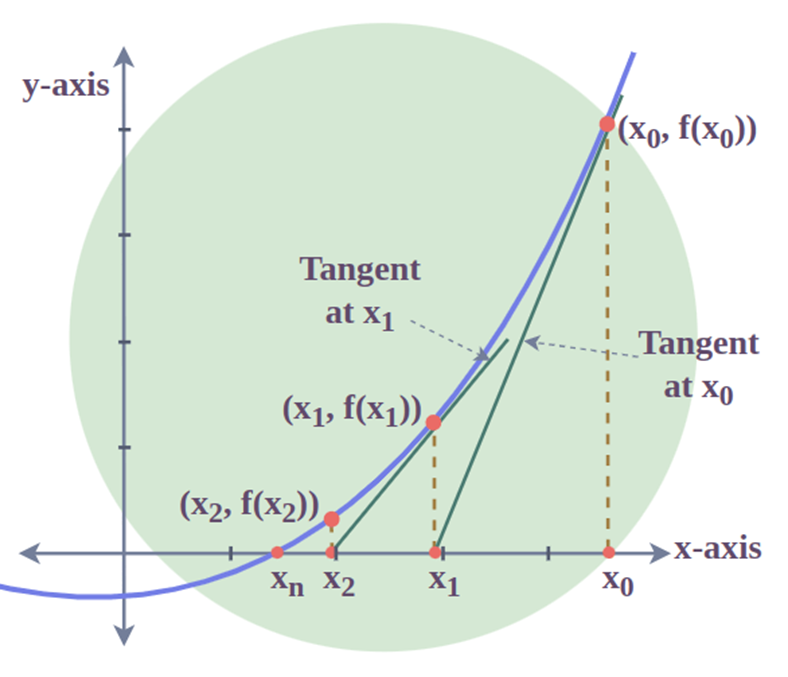 y-axis
(x₀, f(x₀))
Tangent
at x₁
Tangent
at x₀
(x₁, f(x₁))
(x₂, f(x₂))
x-axis
xₙ x₂ x₁ x₀